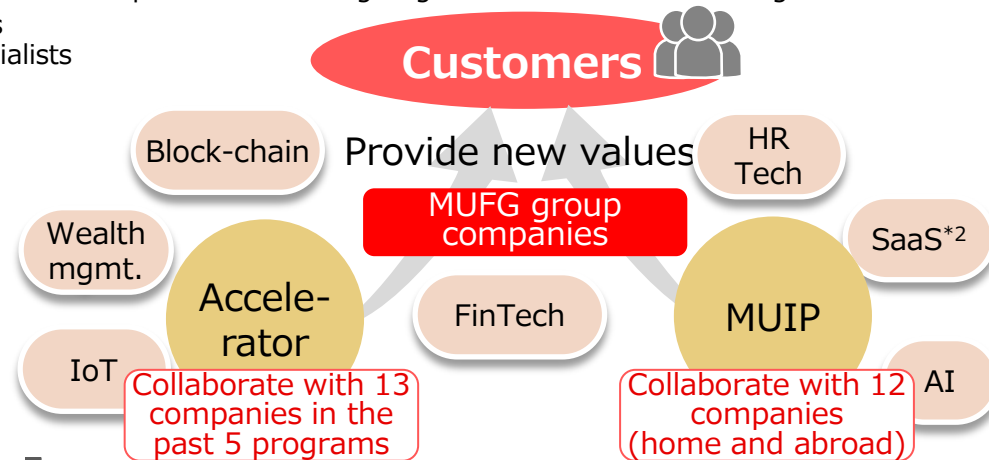 ialists
Customers
Block-chain
Provide new values
HR
Tech
MUFG group
companies
Wealth
mgmt.
SaaS*2
Accele-
rator
FinTech
MUIP
IoT
AI
Collaborate with 13
companies in the
past 5 programs
Collaborate with 12
companies
(home and abroad)